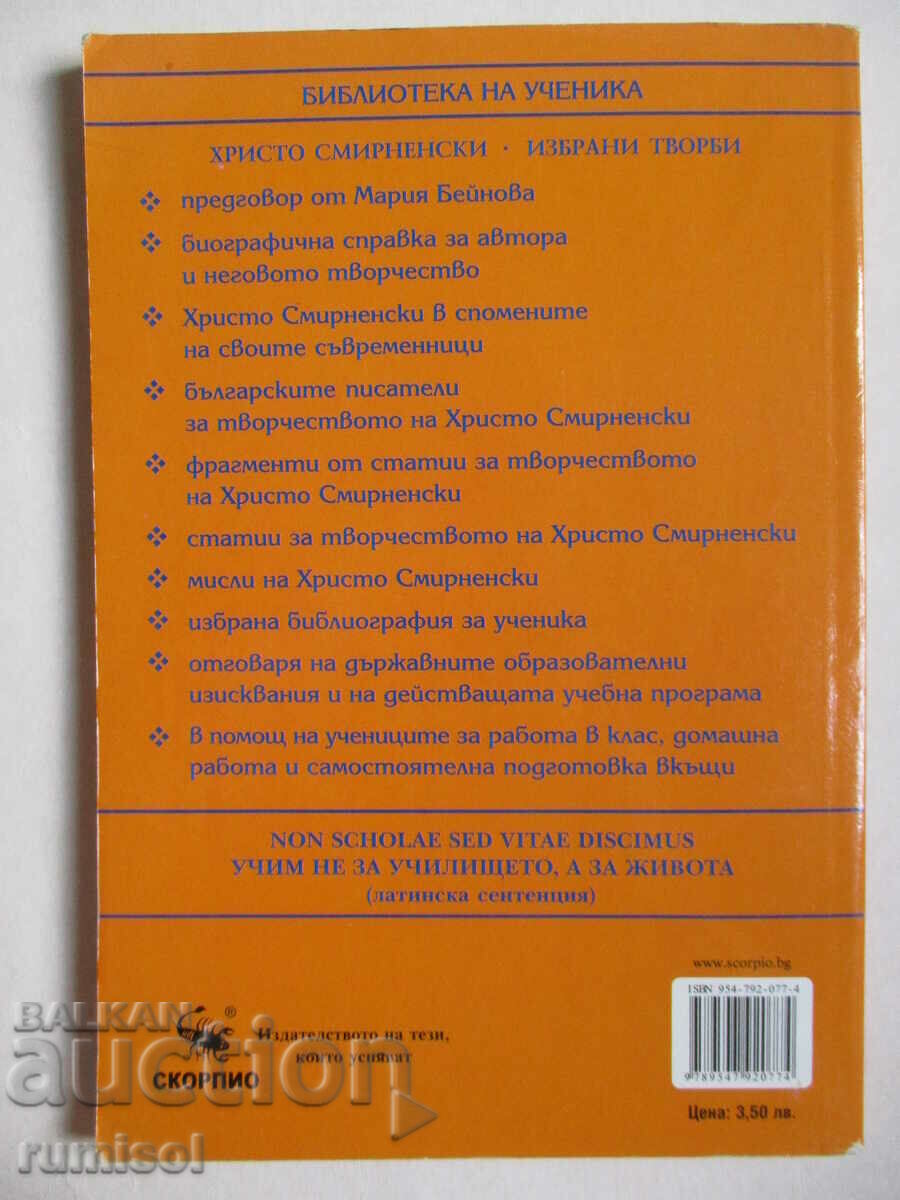 БИБЛИОТЕКА НА УЧЕНИКА
ХРИСТО СМИРНЕНСКИ · ИЗБРАНИ ТВОРБИ
❖ предговор от Мария Бейнова
❖ биографична справка за автора
и неговото творчество
❖ Христо Смирненски в спомените
на своите съвременници
❖ българските писатели
за творчеството на Христо Смирненски
❖ фрагменти от статии за творчеството
на Христо Смирненски
❖ статии за творчеството на Христо Смирненски
❖ мисли на Христо Смирненски
❖ избрана библиография за ученика
❖ отговаря на държавните образователни
изисквания и на действащата учебна програма
❖ в помощ на учениците за работа в клас, домашна
работа и самостоятелна подготовка вкъщи
NON SCHOLAE SED VITAE DISCIMUS
УЧИМ НЕ ЗА УЧИЛИЩЕТО, А ЗА ЖИВОТА
(латинска сентенция)
www.scorpio.bg
ISBN 954-792-077-4
9789547920774
Цена: 3,50 лв.
®
СКОРПИО
Издателството на тези,
които успяват
BALKAN
auction
rumisol